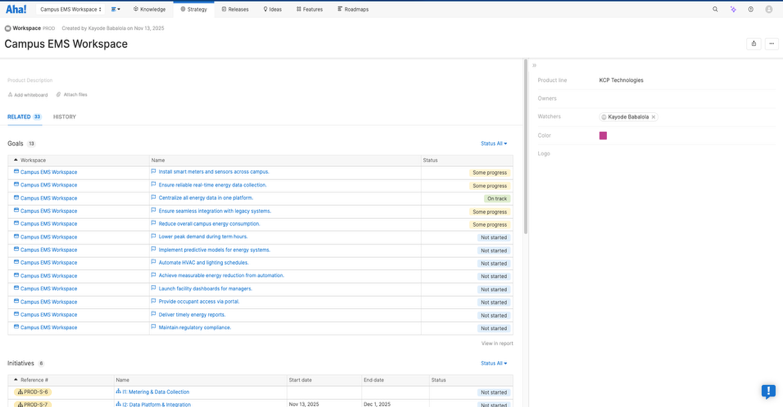 Aha! Campus EMS Workspace Knowledge Strategy Releases Ideas Features Roadmaps
Workspace PROD Created by Kayode Babalola on Nov 13, 2025
Campus EMS Workspace
Product Description
Add whiteboard Attach files
RELATED 33 HISTORY
Goals 13 Status: All
Workspace Name Status
Campus EMS Workspace Install smart meters and sensors across campus. Some progress
Campus EMS Workspace Ensure reliable real-time energy data collection. Some progress
Campus EMS Workspace Centralize all energy data in one platform. On track
Campus EMS Workspace Ensure seamless integration with legacy systems. Some progress
Campus EMS Workspace Reduce overall campus energy consumption. Some progress
Campus EMS Workspace Lower peak demand during term hours. Not started
Campus EMS Workspace Implement predictive models for energy systems. Not started
Campus EMS Workspace Automate HVAC and lighting schedules. Not started
Campus EMS Workspace Achieve measurable energy reduction from automation. Not started
Campus EMS Workspace Launch facility dashboards for managers. Not started
Campus EMS Workspace Provide occupant access via portal. Not started
Campus EMS Workspace Deliver timely energy reports. Not started
Campus EMS Workspace Maintain regulatory compliance. Not started
View in report
Initiatives 6 Status: All
Reference # Name Start date End date Status
PROD-S-6 I1: Metering & Data Collection Not started
PROD-S-7 I2: Data Platform & Integration Nov 13, 2025 Dec 1, 2025 Not started
Product line KCP Technologies
Owners
Watchers Kayode Babalola
Color
Logo